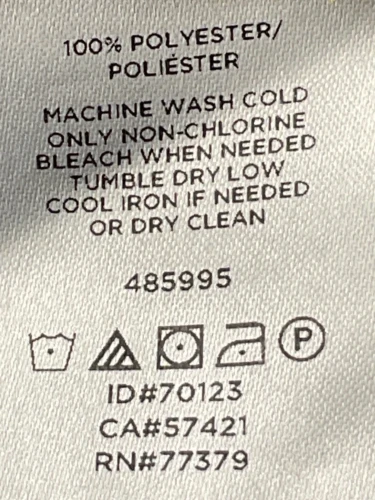 100% POLYESTER/
POLIÉSTER
MACHINE WASH COLD
ONLY NON-CHLORINE
BLEACH WHEN NEEDED
TUMBLE DRY LOW
COOL IRON IF NEEDED
OR DRY CLEAN
485995
P
ID#70123
CA#57421
RN#77379